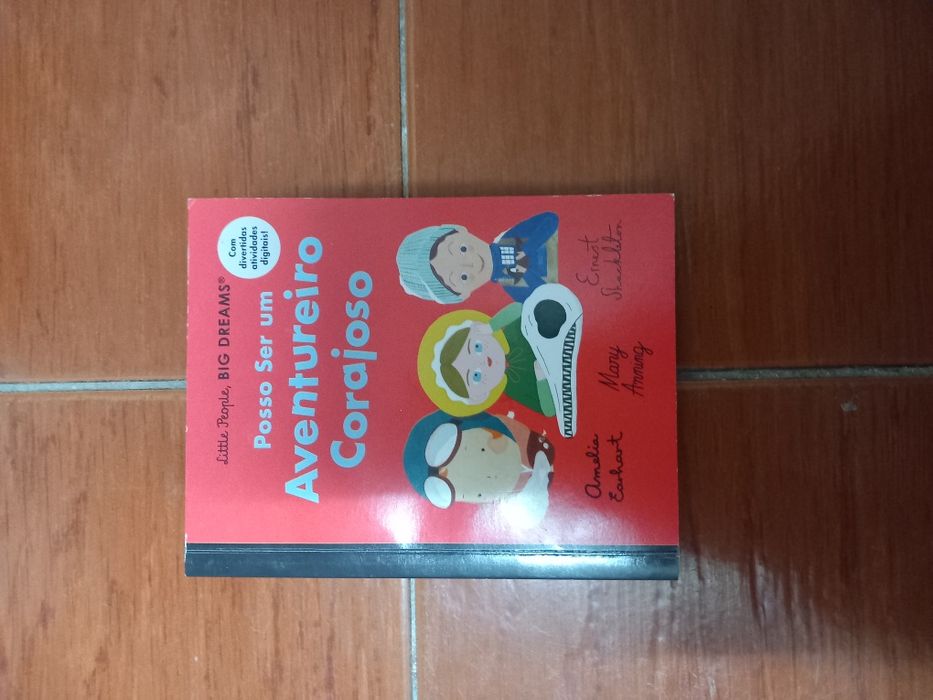 Little People, BIG DREAMS®
Com
divertidas
atividades
digitais!
Posso Ser um
Aventureiro
Corajoso
Amelia
Earhart
Mary
Anning
Ernest
Shackleton